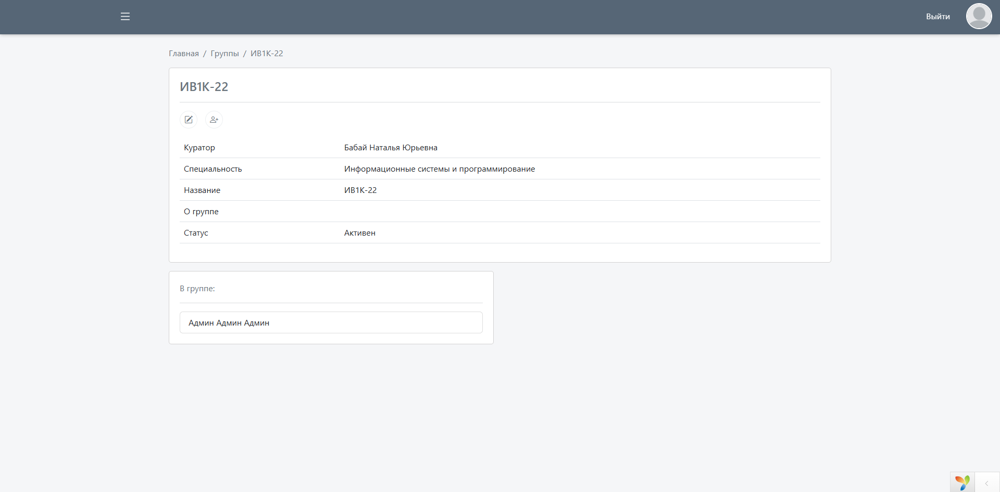 Выйти
Главная / Группы / ИВ1К-22
ИВ1К-22
Куратор Бабай Наталья Юрьевна
Специальность Информационные системы и программирование
Название ИВ1К-22
О группе
Статус Активен
В группе:
Админ Админ Админ